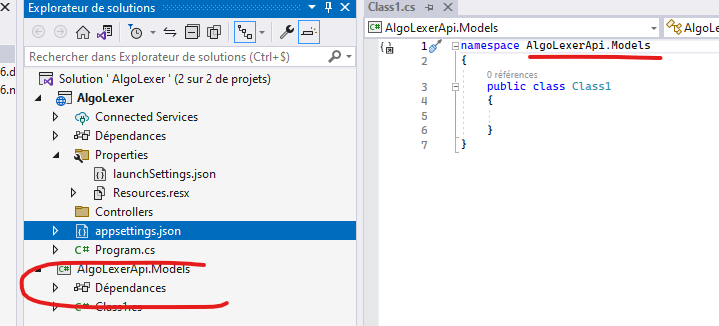 6.d
6.n
Explorateur de solutions
Rechercher dans Explorateur de solutions (Ctrl+$)
Solution ' AlgoLexer ' (2 sur 2 de projets)
AlgoLexer
Connected Services
Dépendances
Properties
launchSettings.json
Resources.resx
Controllers
appsettings.json
C# Program.cs
C# AlgoLexerApi.Models
Dépendances
C# Class1.cs
Class1.cs
C# AlgoLexerApi.Models
AlgoLexerA
1 namespace AlgoLexerApi.Models
2 {
0 références
3 public class Class1
4 {
5
6 }
7 }